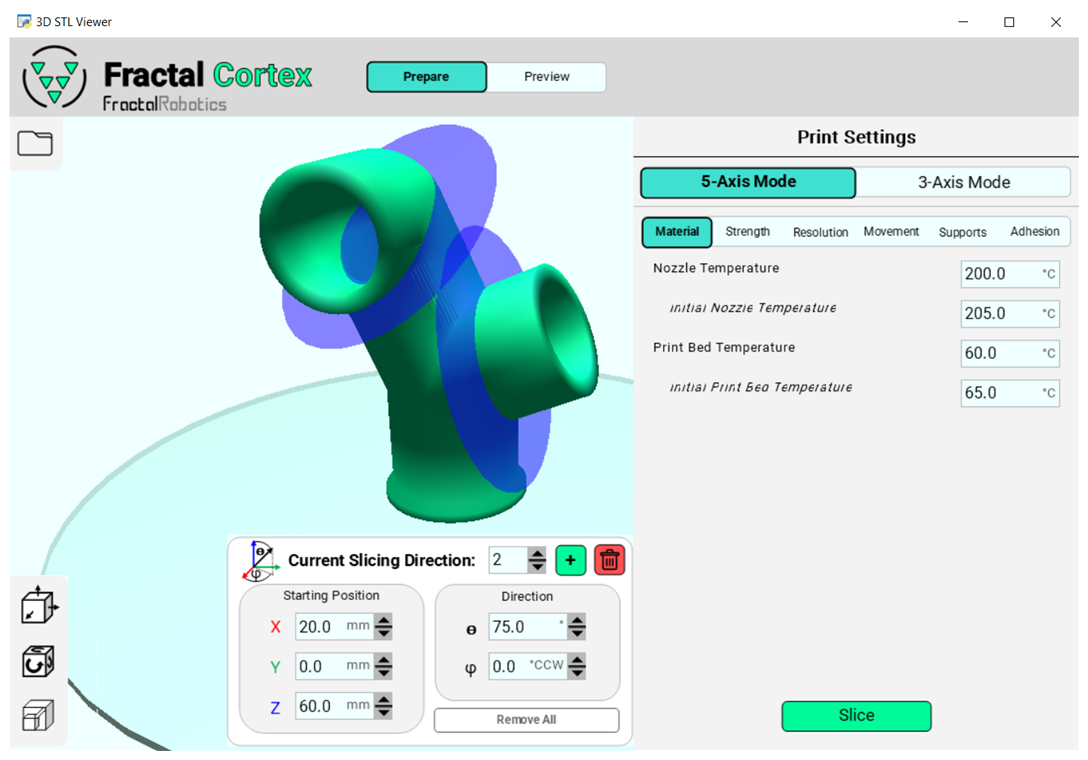 3D STL Viewer
Fractal Cortex
FractalRobotics
Prepare
Preview
Print Settings
5-Axis Mode
3-Axis Mode
Material
Strength
Resolution
Movement
Supports
Adhesion
Nozzle Temperature
200.0 °C
Initial Nozzle Temperature
205.0 °C
Print Bed Temperature
60.0 °C
Initial Print Bed Temperature
65.0 °C
θ
φ
Current Slicing Direction:
2
+
Starting Position
X 20.0 mm
Y 0.0 mm
Z 60.0 mm
Direction
θ 75.0 °
φ 0.0 °CCW
Remove All
Slice